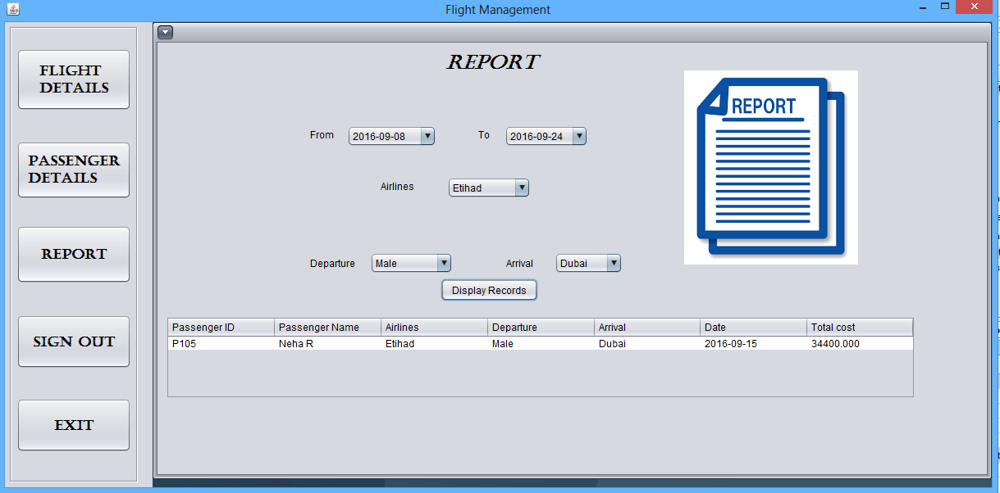 Flight Management
FLIGHT
DETAILS
PASSENGER
DETAILS
REPORT
SIGN OUT
EXIT
REPORT
REPORT
From 2016-09-08 To 2016-09-24
Airlines Etihad
Departure Male Arrival Dubai
Display Records
Passenger ID Passenger Name Airlines Departure Arrival Date Total cost
P105 Neha R Etihad Male Dubai 2016-09-15 34400.000